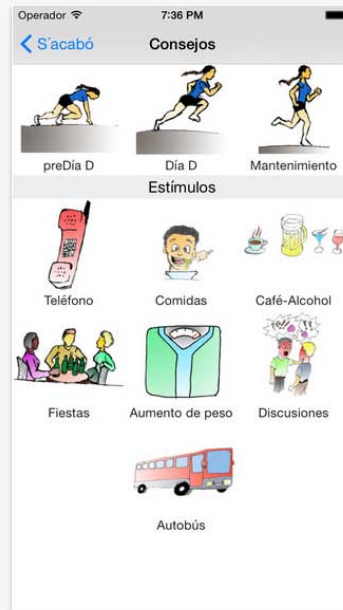 Operador 7:36 PM
S´acabó Consejos
preDía D Día D Mantenimiento
Estímulos
Teléfono Comidas Café-Alcohol
Fiestas Aumento de peso Discusiones
Autobús